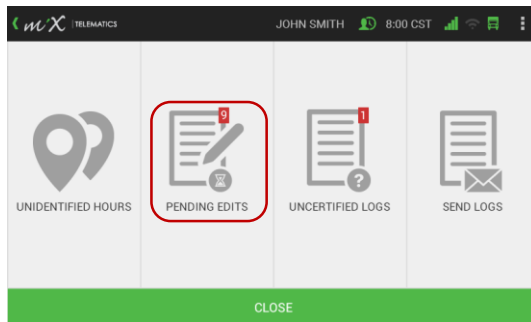 MiX TELEMATICS JOHN SMITH 8:00 CST
9 1
?
UNIDENTIFIED HOURS PENDING EDITS UNCERTIFIED LOGS SEND LOGS
CLOSE